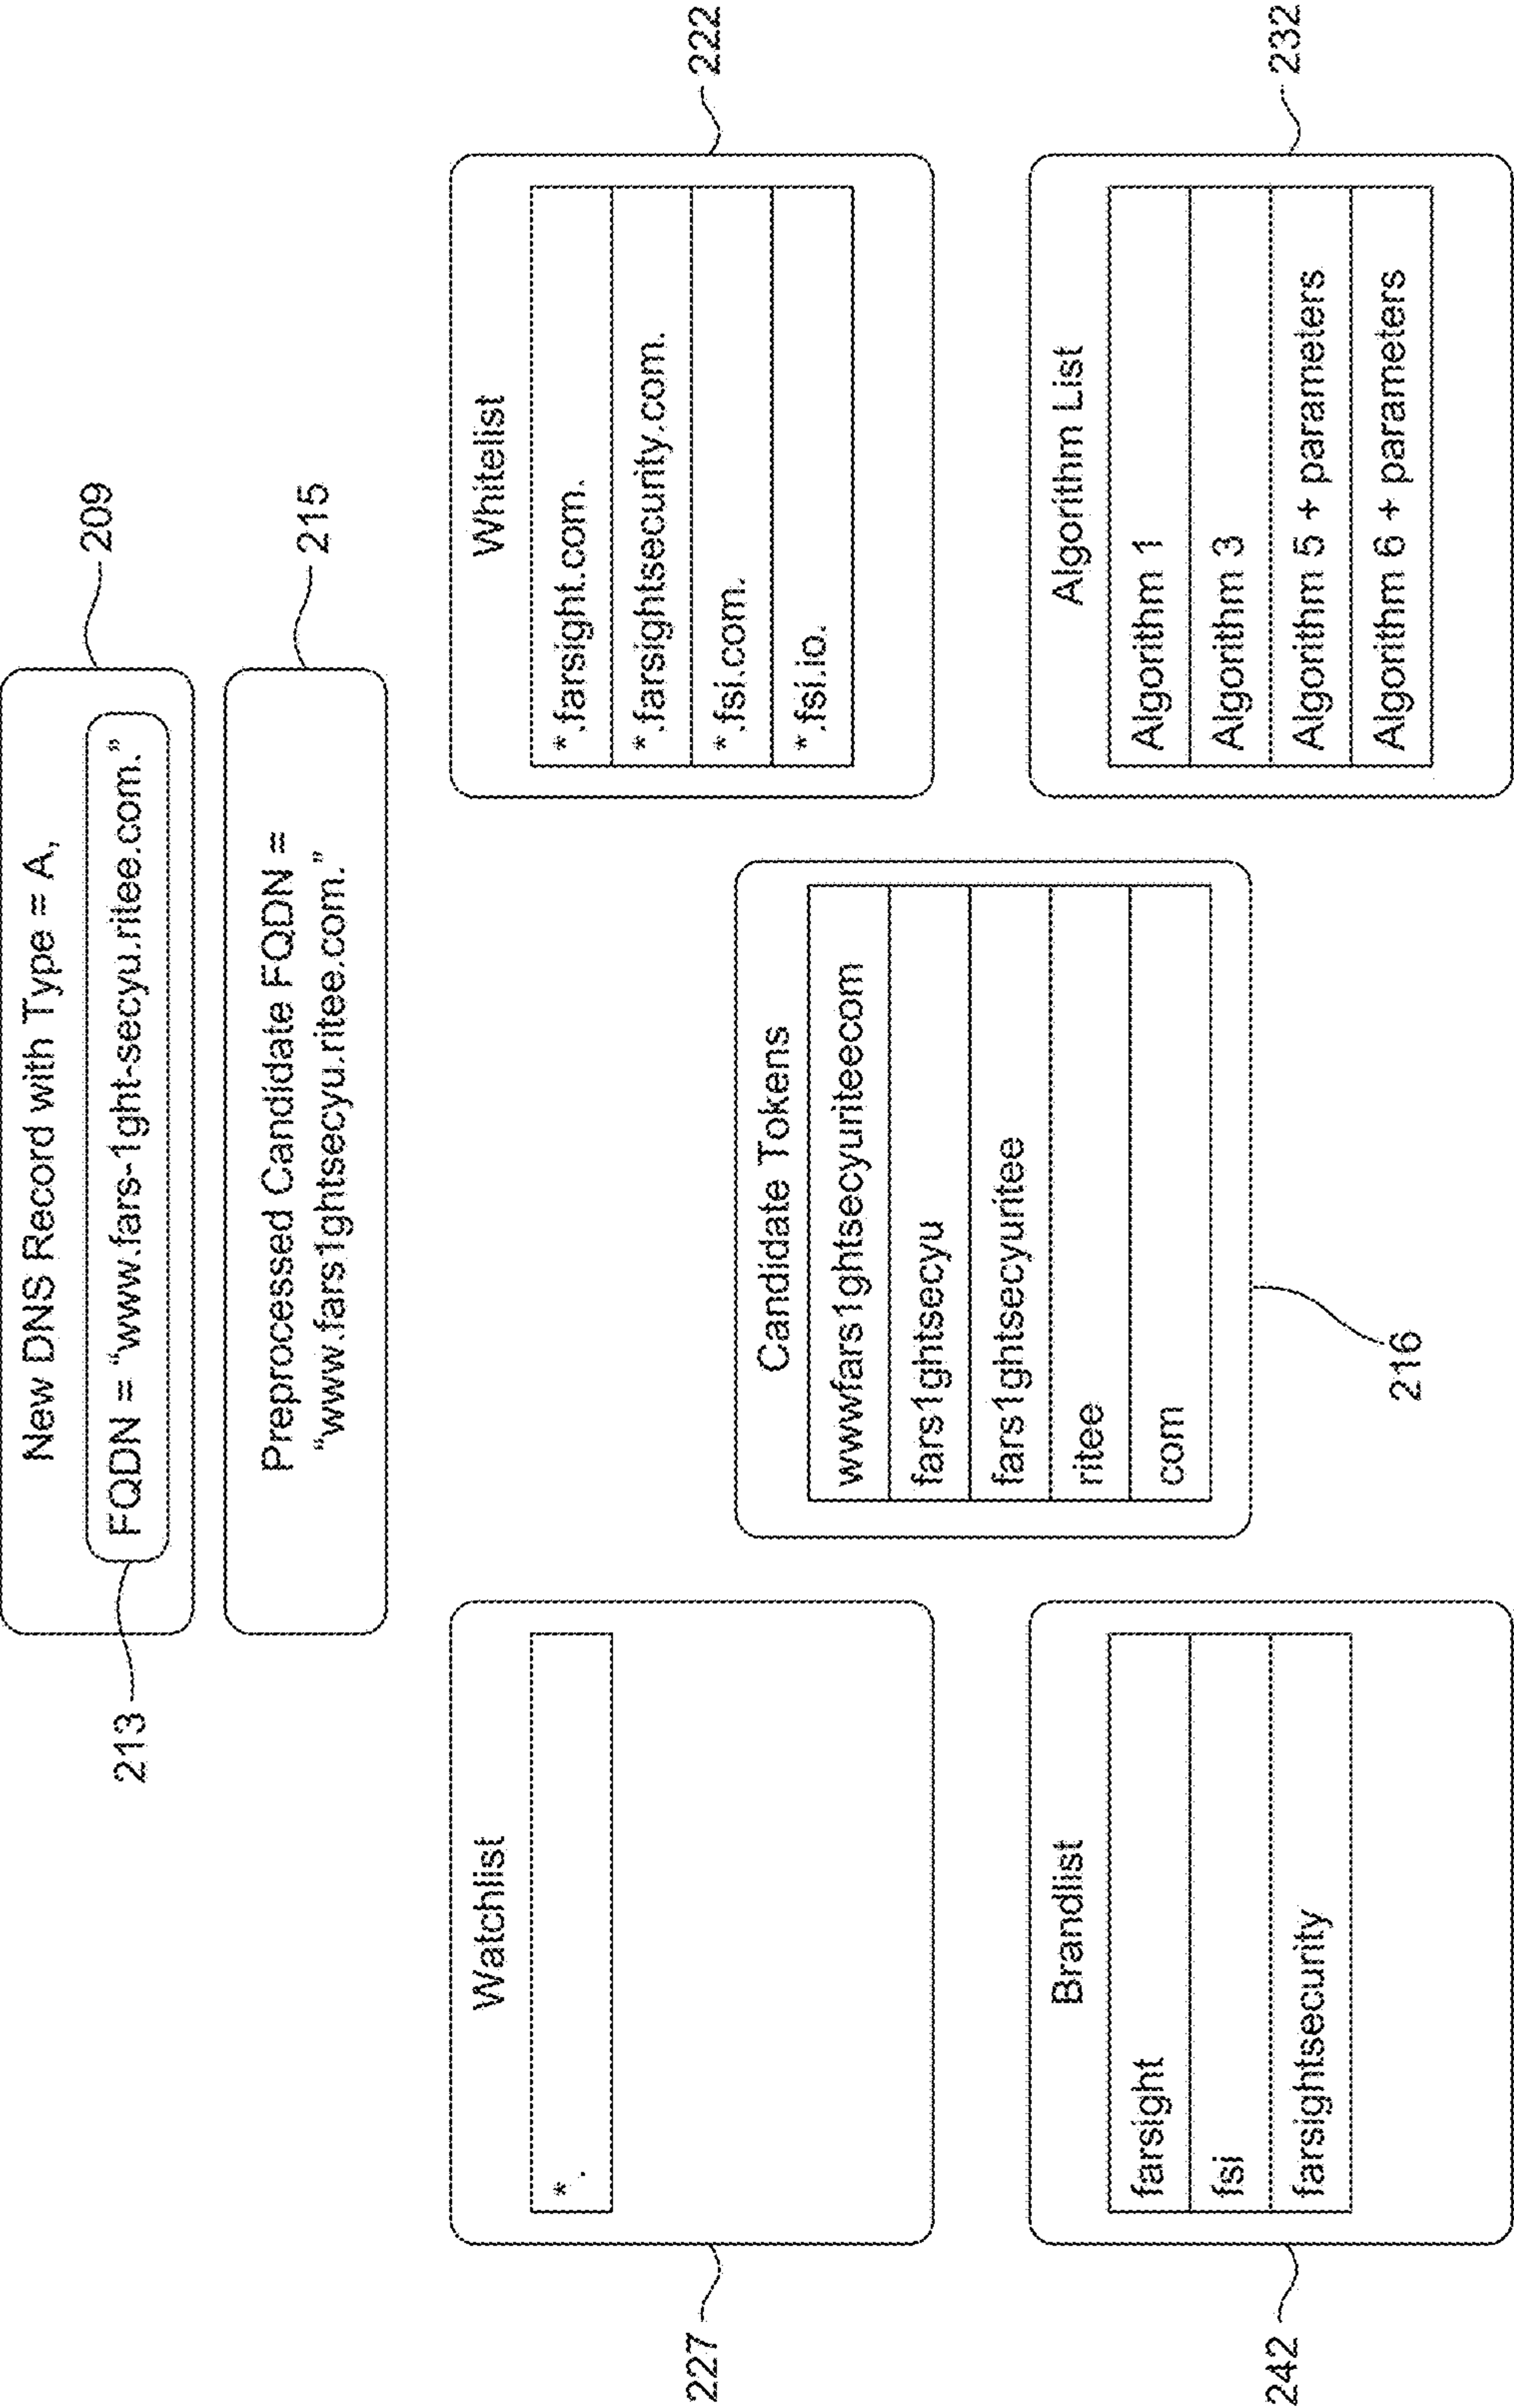 New DNS Record with Type = A,
209
FQDN = “www.fars-1ght-secyu.ritee.com.”
213
Preprocessed Candidate FQDN =
“www.fars1ghtsecyu.ritee.com.”
215
Watchlist
*.
227
Candidate Tokens
wwwfars1ghtsecyuriteecom
fars1ghtsecyu
fars1ghtsecyuritee
ritee
com
216
Whitelist
*.farsight.com.
*.farsightsecurity.com.
*.fsi.com.
*.fsi.io.
222
Brandlist
farsight
fsi
farsightsecurity
242
Algorithm List
Algorithm 1
Algorithm 3
Algorithm 5 + parameters
Algorithm 6 + parameters
232